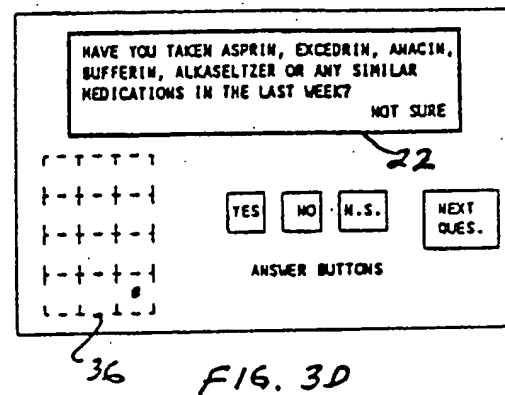 HAVE YOU TAKEN ASPRIN, EXCEDRIN, ANACIN,
BUFFERIN, ALKASELTZER OR ANY SIMILAR
MEDICATIONS IN THE LAST WEEK?
NOT SURE
22
YES NO N.S. NEXT
QUES.
ANSWER BUTTONS
36
FIG. 3D